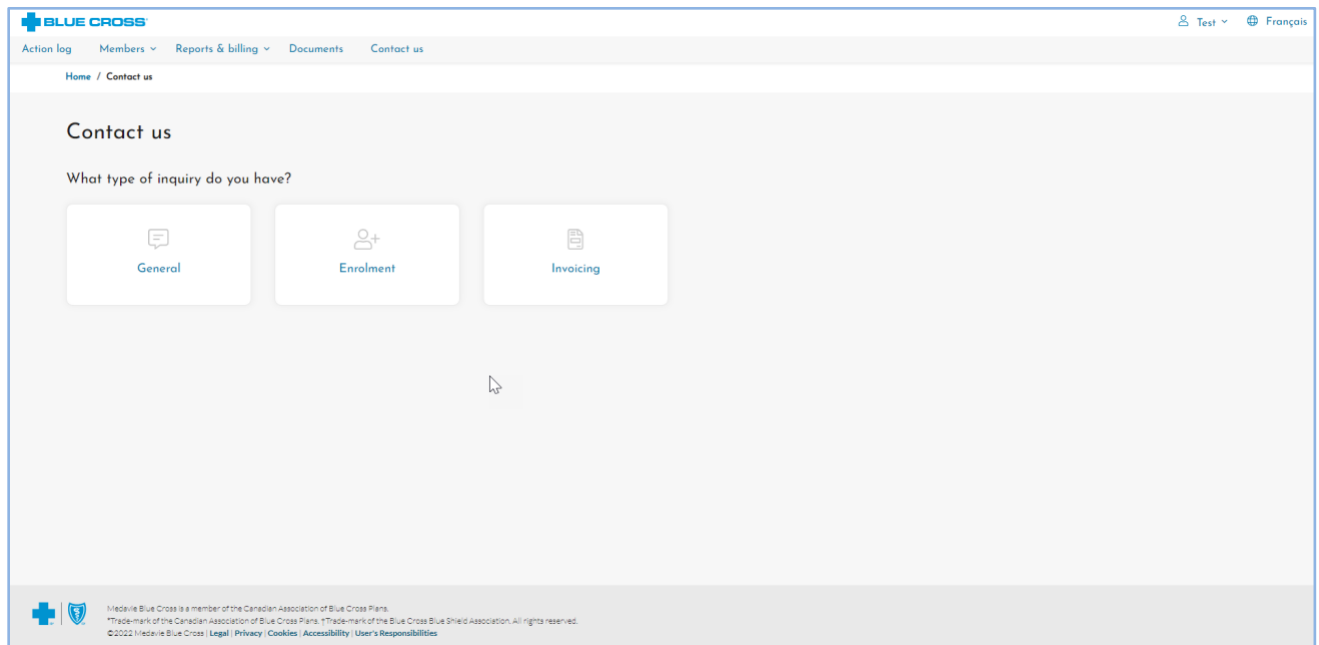 BLUE CROSS
Test Français
Action log Members Reports & billing Documents Contact us
Home / Contact us
Contact us
What type of inquiry do you have?
General Enrolment Invoicing
Medavie Blue Cross is a member of the Canadian Association of Blue Cross Plans.
*Trade-mark of the Canadian Association of Blue Cross Plans. †Trade-mark of the Blue Cross Blue Shield Association. All rights reserved.
©2022 Medavie Blue Cross | Legal | Privacy | Cookies | Accessibility | User's Responsibilities